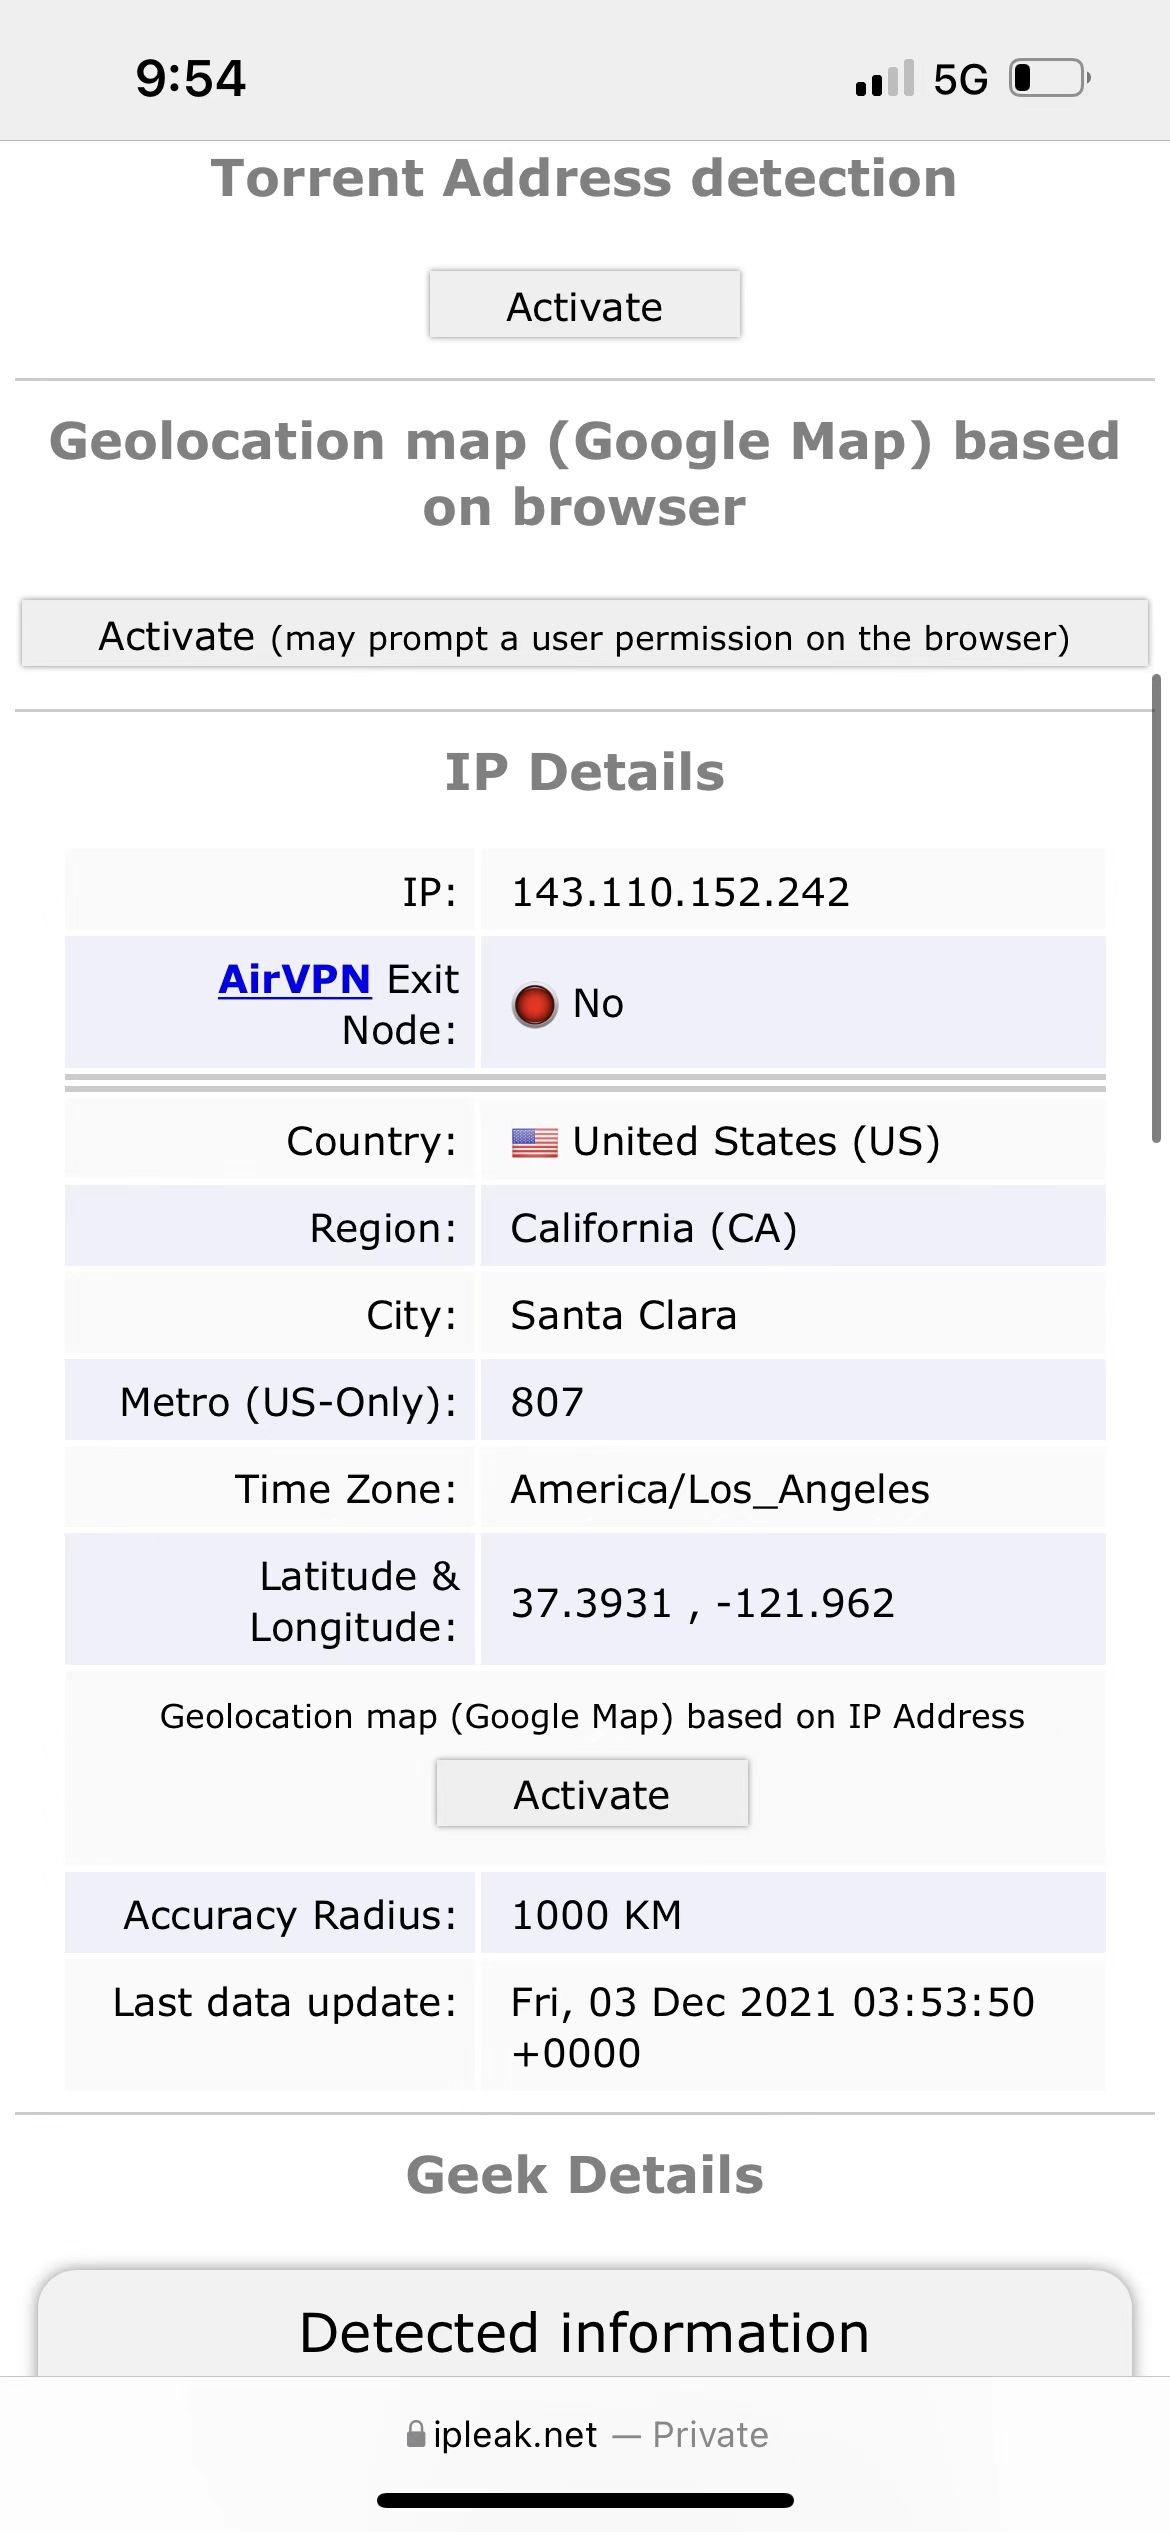 9:54 5G
Torrent Address detection
Activate
Geolocation map (Google Map) based
on browser
Activate (may prompt a user permission on the browser)
IP Details
IP: 143.110.152.242
AirVPN Exit
Node: No
Country: United States (US)
Region: California (CA)
City: Santa Clara
Metro (US-Only): 807
Time Zone: America/Los_Angeles
Latitude &
Longitude: 37.3931 , -121.962
Geolocation map (Google Map) based on IP Address
Activate
Accuracy Radius: 1000 KM
Last data update: Fri, 03 Dec 2021 03:53:50
+0000
Geek Details
Detected information
ipleak.net — Private